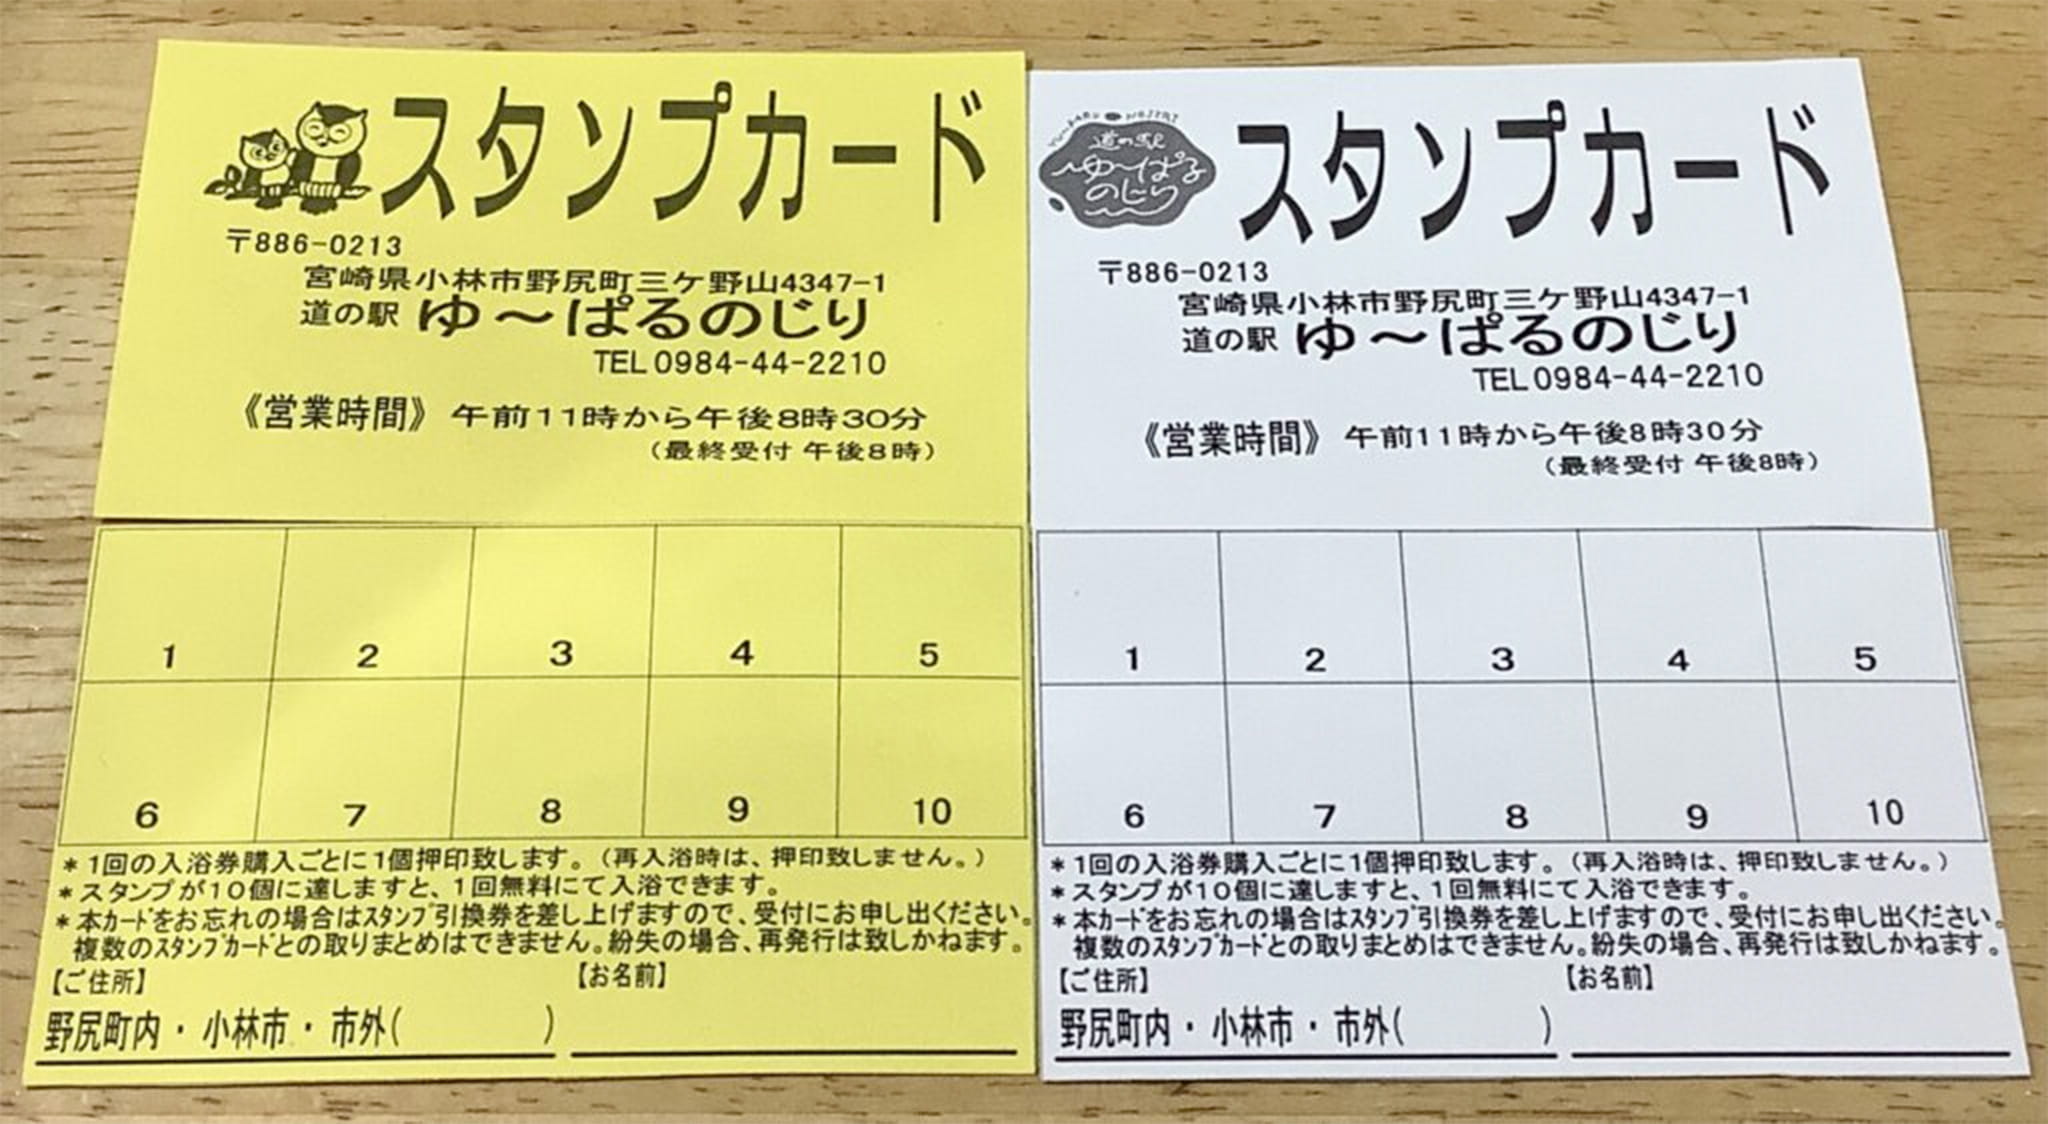 スタンプカード
〒886-0213
宮崎県小林市野尻町三ケ野山4347-1
道の駅 ゆ～ぱるのじり
TEL0984-44-2210
《営業時間》 午前11時から午後8時30分
(最終受付 午後8時)
1 2 3 4 5
6 7 8 9 10
*1回の入浴券購入ごとに1個押印致します。(再入浴時は、押印致しません。)
*スタンプが10個に達しますと、1回無料にて入浴できます。
*本ｶｰﾄﾞをお忘れの場合はｽﾀﾝﾌﾟ引換券を差し上げますので、受付にお申し出ください。
複数のｽﾀﾝﾌﾟｶｰﾄﾞとの取りまとめはできません。紛失の場合、再発行は致しかねます。
【ご住所】 【お名前】
野尻町内・小林市・市外( )
道の駅
ゆ～ぱる
のじり
スタンプカード
〒886-0213
宮崎県小林市野尻町三ケ野山4347-1
道の駅 ゆ～ぱるのじり
TEL0984-44-2210
《営業時間》 午前11時から午後8時30分
(最終受付 午後8時)
1 2 3 4 5
6 7 8 9 10
*1回の入浴券購入ごとに1個押印致します。(再入浴時は、押印致しません。)
*スタンプが10個に達しますと、1回無料にて入浴できます。
*本ｶｰﾄﾞをお忘れの場合はｽﾀﾝﾌﾟ引換券を差し上げますので、受付にお申し出ください。
複数のｽﾀﾝﾌﾟｶｰﾄﾞとの取りまとめはできません。紛失の場合、再発行は致しかねます。
【ご住所】 【お名前】
野尻町内・小林市・市外( )